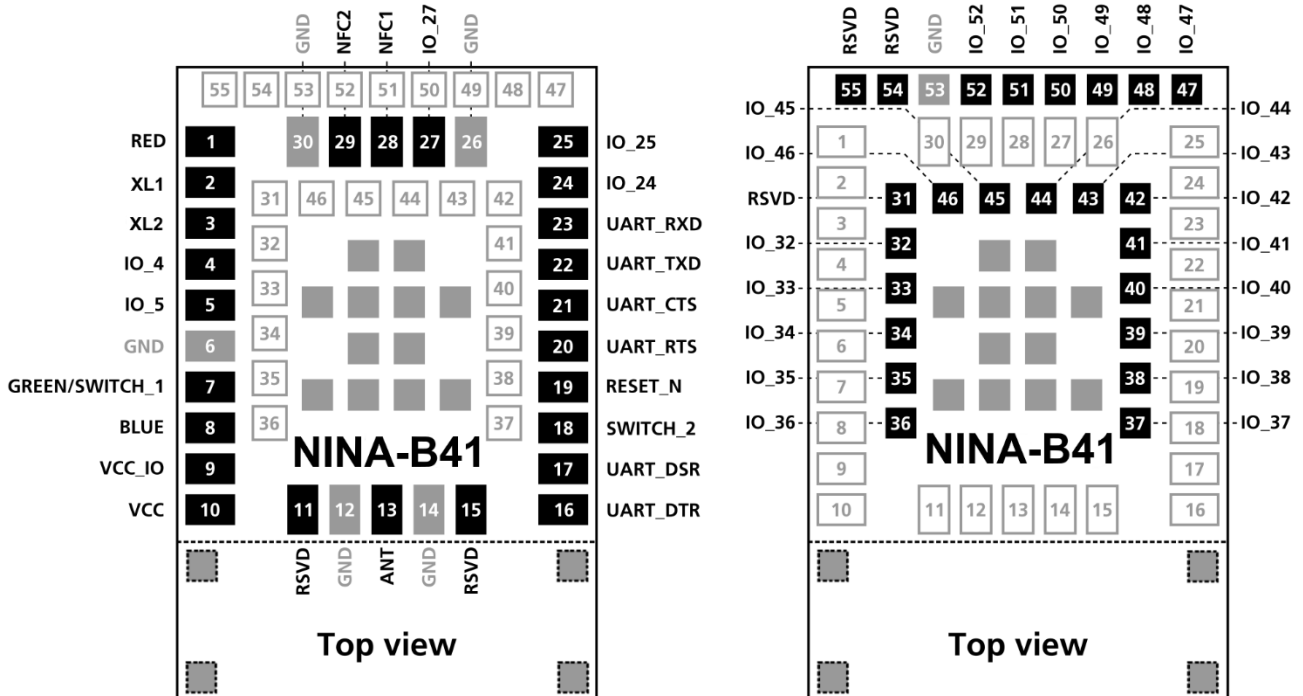 GND NFC2 NFC1 IO_27 GND
55 54 53 52 51 50 49 48 47
30 29 28 27 26
RED 1 25 IO_25
XL1 2 24 IO_24
31 46 45 44 43 42
XL2 3 23 UART_RXD
32 41
IO_4 4 22 UART_TXD
33 40
IO_5 5 21 UART_CTS
34 39
GND 6 20 UART_RTS
35 38
GREEN/SWITCH_1 7 19 RESET_N
36 37
BLUE 8 18 SWITCH_2
NINA-B41
VCC_IO 9 17 UART_DSR
VCC 10 11 12 13 14 15 16 UART_DTR
RSVD GND ANT GND RSVD
Top view
RSVD RSVD GND IO_52 IO_51 IO_50 IO_49 IO_48 IO_47
55 54 53 52 51 50 49 48 47
IO_45 IO_44
1 30 29 28 27 26 25
IO_46 IO_43
2 24
RSVD 31 46 45 44 43 42 IO_42
3 23
IO_32 32 41 IO_41
4 22
IO_33 33 40 IO_40
5 21
IO_34 34 39 IO_39
6 20
IO_35 35 38 IO_38
7 19
IO_36 8 36 37 18 IO_37
NINA-B41
9 17
10 11 12 13 14 15 16
Top view